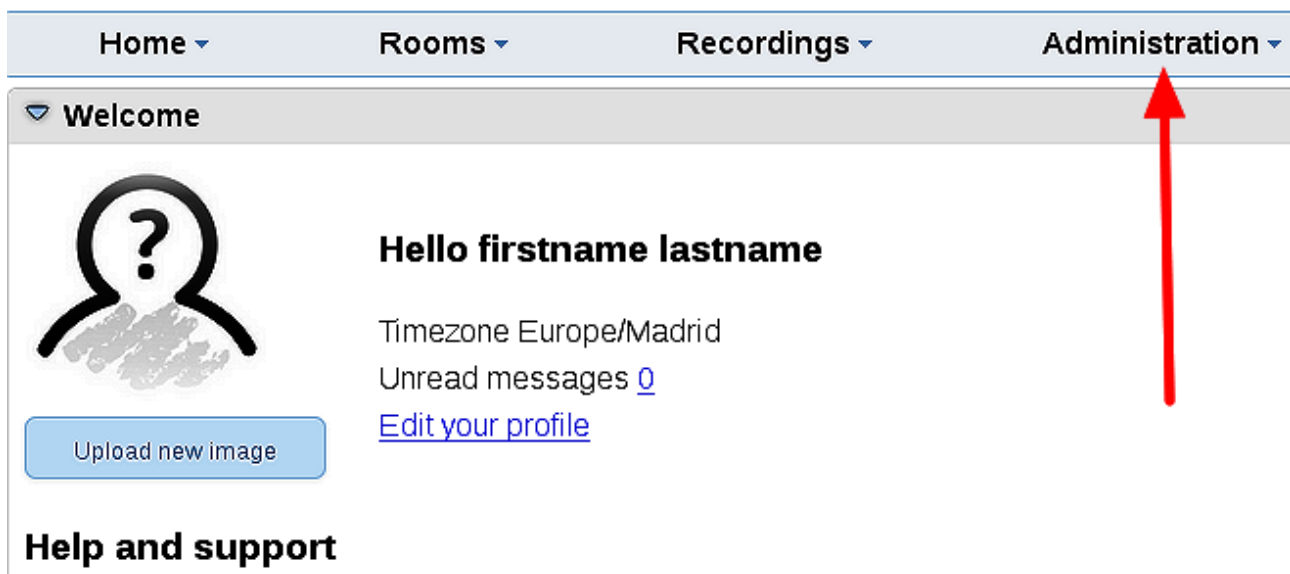 Home Rooms Recordings Administration
Welcome
?
Hello firstname lastname
Timezone Europe/Madrid
Unread messages 0
Edit your profile
Upload new image
Help and support